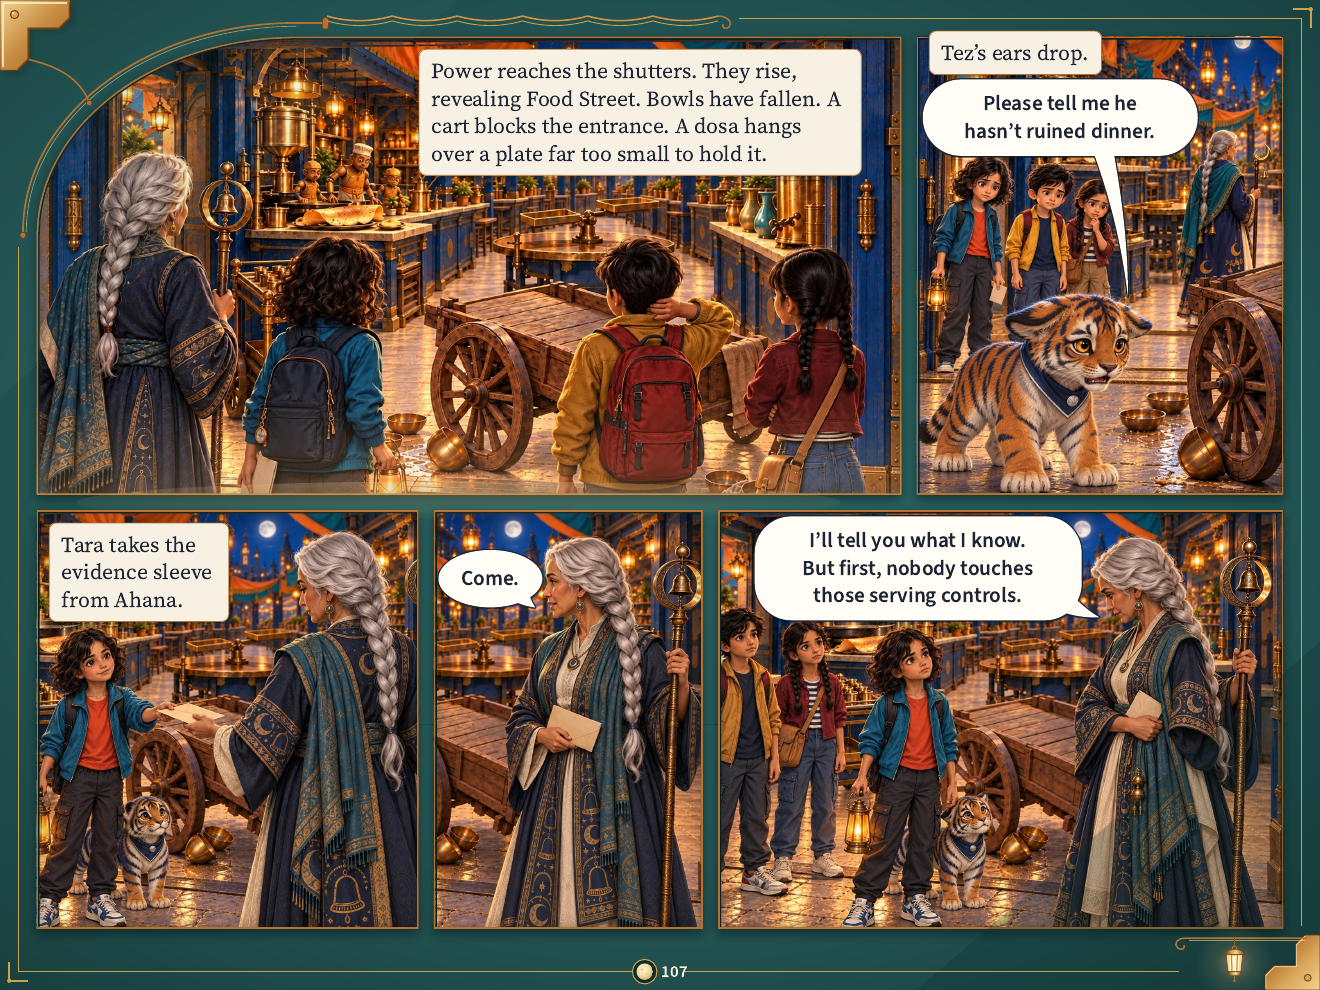 Power reaches the shutters. They rise,
revealing Food Street. Bowls have fallen. A
cart blocks the entrance. A dosa hangs
over a plate far too small to hold it.
Tez’s ears drop.
Please tell me he
hasn’t ruined dinner.
Tara takes the
evidence sleeve
from Ahana.
Come.
I’ll tell you what I know.
But first, nobody touches
those serving controls.
107